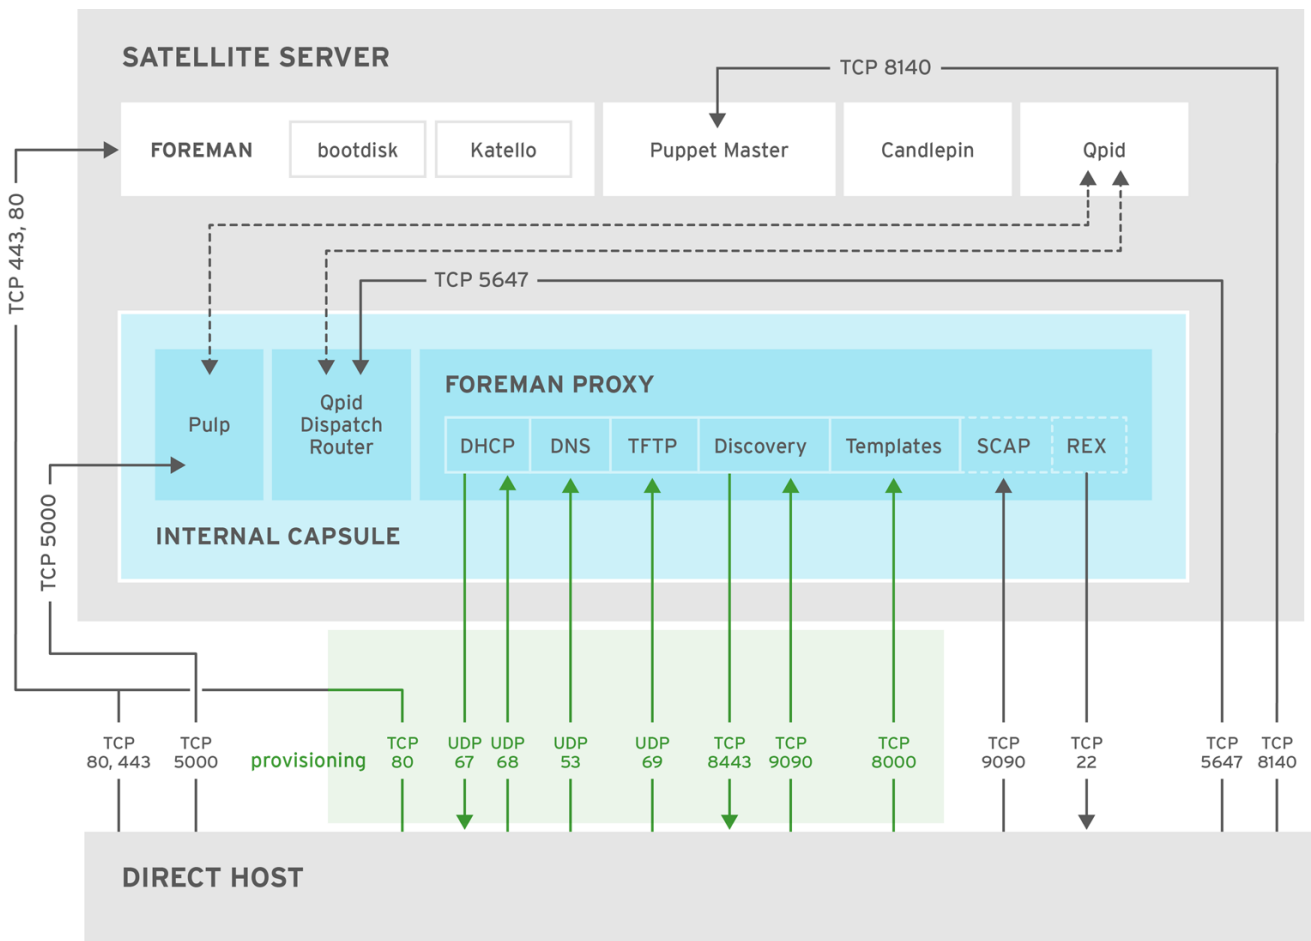 SATELLITE SERVER
TCP 8140
FOREMAN
bootdisk
Katello
Puppet Master
Candlepin
Qpid
TCP 443, 80
TCP 5647
FOREMAN PROXY
Pulp
Qpid
Dispatch
Router
DHCP
DNS
TFTP
Discovery
Templates
SCAP
REX
TCP 5000
INTERNAL CAPSULE
TCP
80, 443
TCP
5000
provisioning
TCP
80
UDP
67
UDP
68
UDP
53
UDP
69
TCP
8443
TCP
9090
TCP
8000
TCP
9090
TCP
22
TCP
5647
TCP
8140
DIRECT HOST